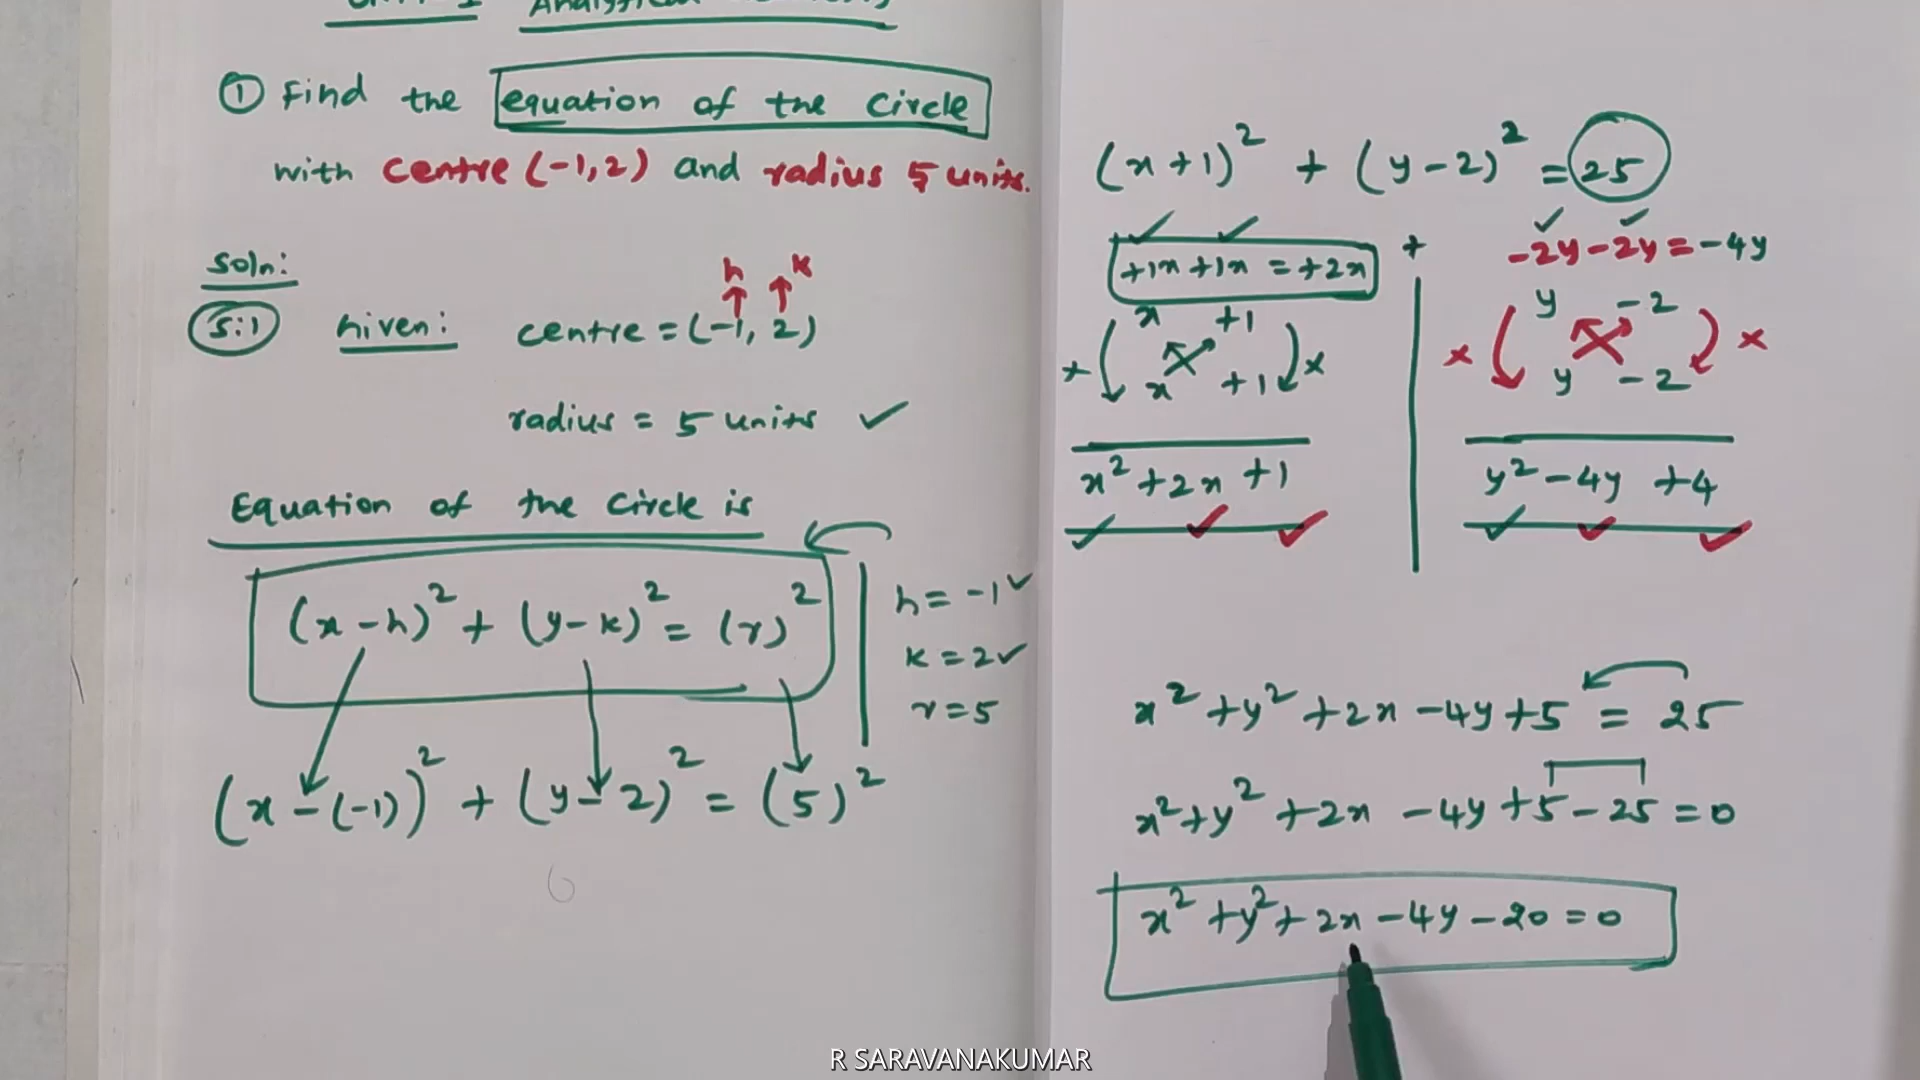 ① Find the equation of the Circle
with centre (-1,2) and radius 5 units.
Soln:
S:1 Given: centre = (-1, 2)
h k
radius = 5 units ✓
Equation of the Circle is
(x-h)² + (y-k)² = (r)²
h = -1 ✓
k = 2 ✓
r = 5
(x-(-1))² + (y-2)² = (5)²
(x+1)² + (y-2)² = 25
+1x+1x = +2x + -2y-2y = -4y
x +1 y -2
x +1 y -2
x² +2x +1 y² -4y +4
x² +y² +2x -4y +5 = 25
x² +y² +2x -4y +5 -25 = 0
x² +y² + 2x -4y -20 = 0
R SARAVANAKUMAR